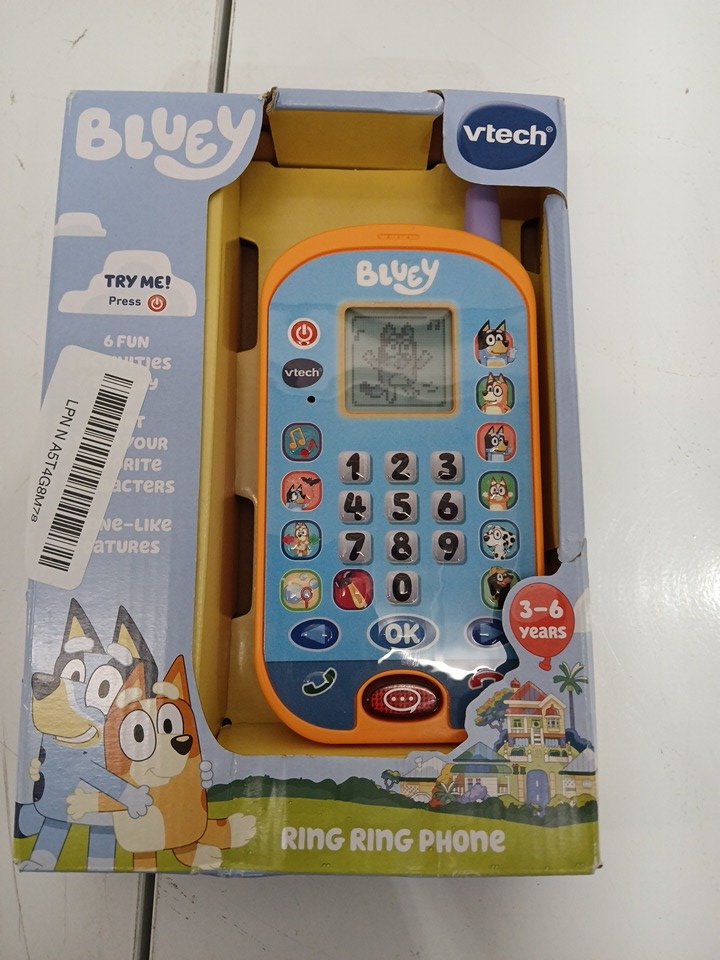 BLUEY
vtech®
TRY ME!
Press
6 FUN
LPN N A5T4G8M78
BLUEY
vtech
1 2 3
4 5 6
7 8 9
0
OK
3-6
YEARS
RING RING PHONE